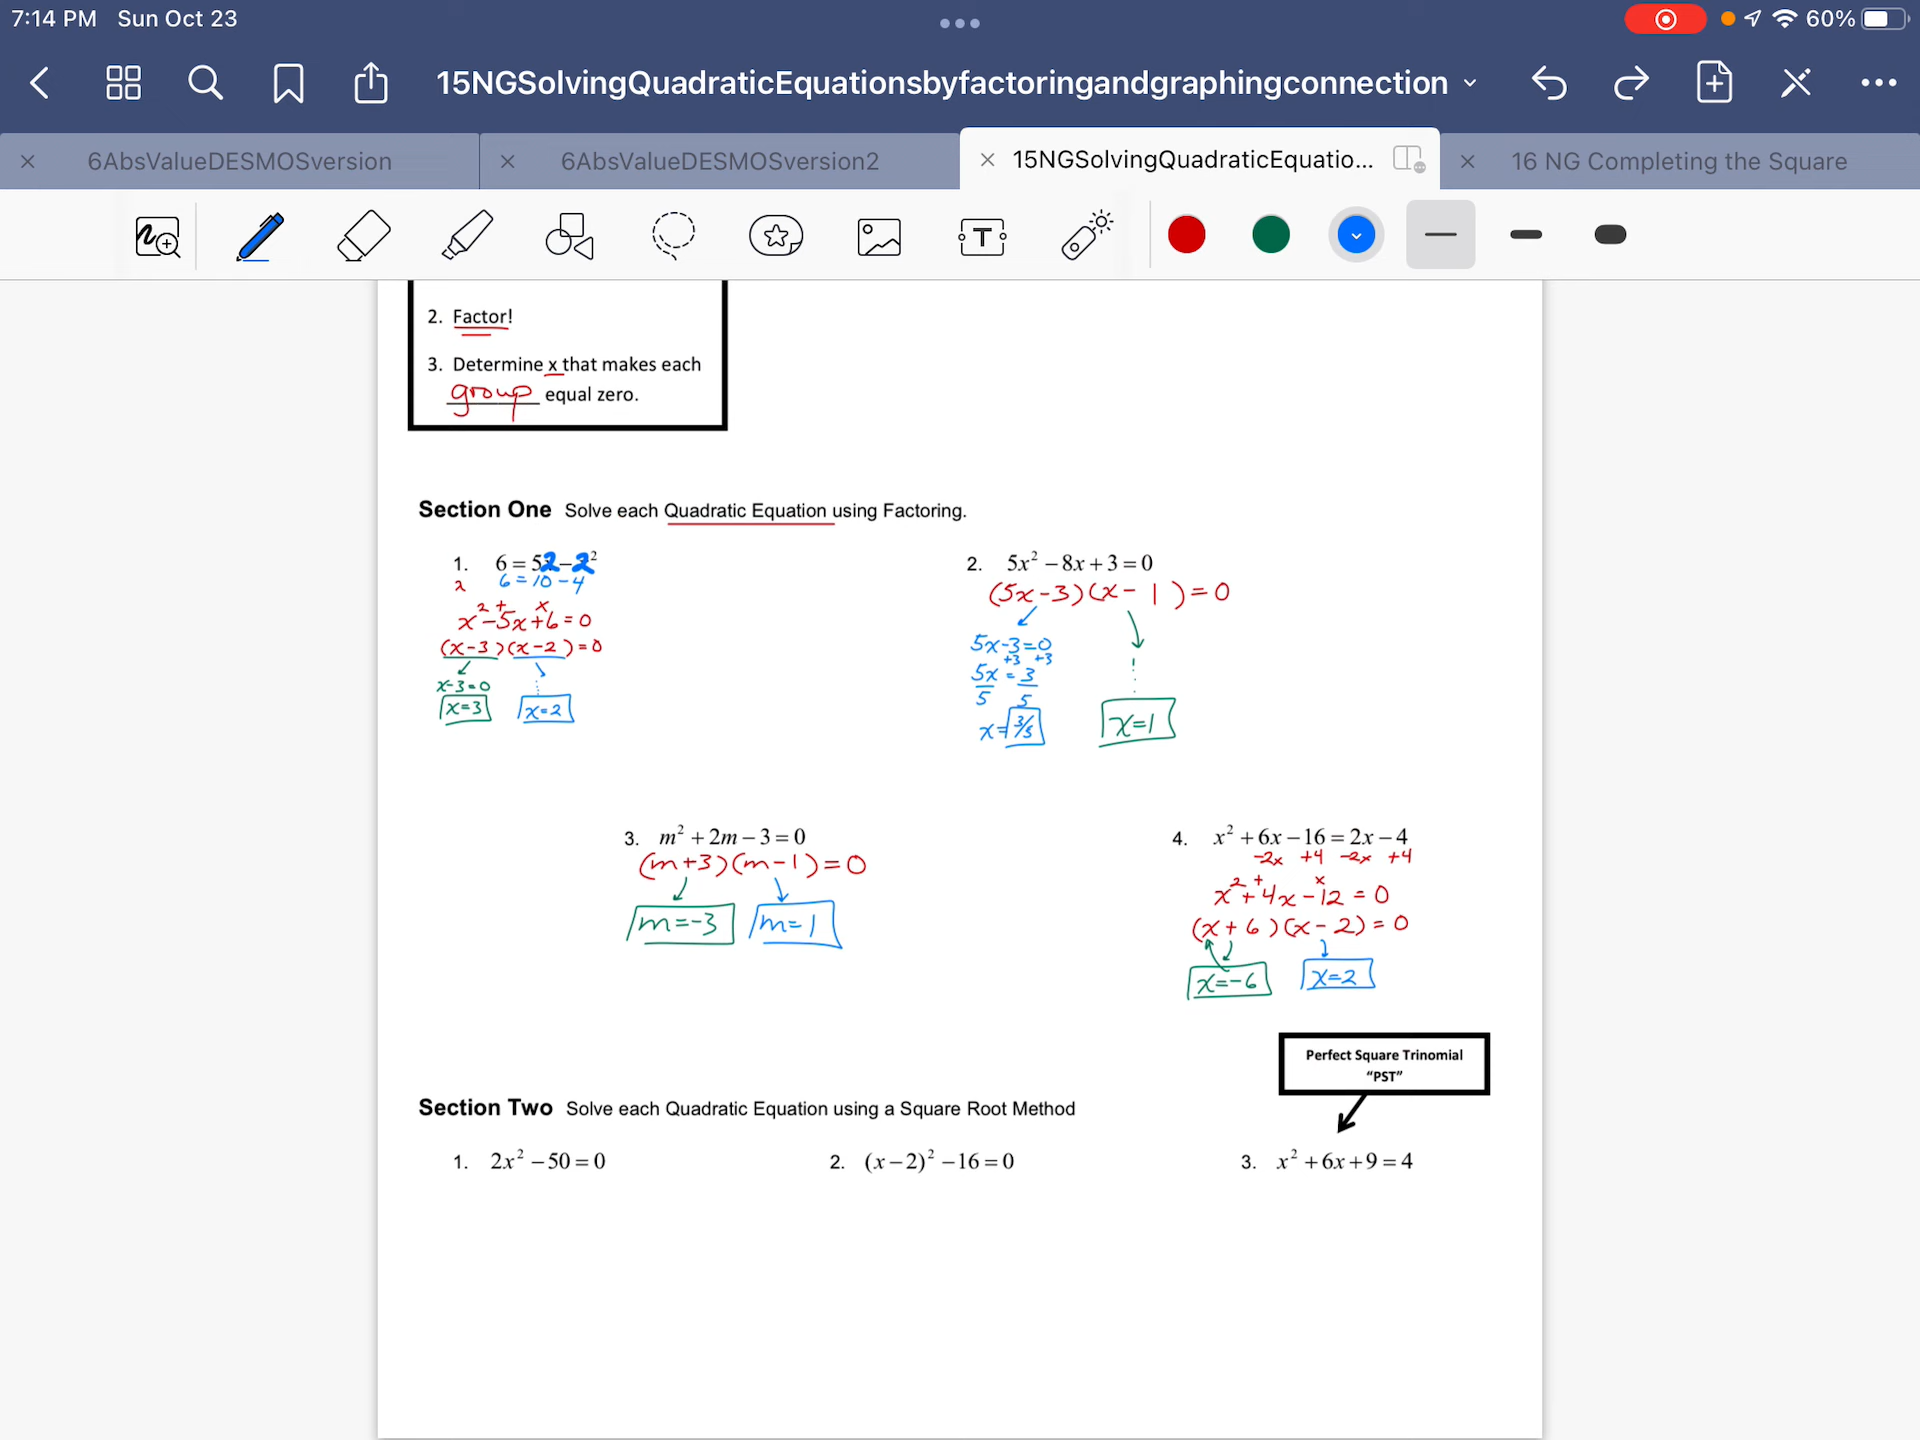 7:14 PM Sun Oct 23
60%
15NGSolvingQuadraticEquationsbyfactoringandgraphingconnection
6AbsValueDESMOSversion
6AbsValueDESMOSversion2
15NGSolvingQuadraticEquatio...
16 NG Completing the Square
T
2. Factor!
3. Determine x that makes each
group equal zero.
Section One Solve each Quadratic Equation using Factoring.
1. 6 = 52 − 2²
6 = 10 − 4
x² − 5x + 6 = 0
(x−3)(x−2) = 0
x−3=0
x=3
x=2
2. 5x² − 8x + 3 = 0
(5x−3)(x−1) = 0
5x−3=0
+3 +3
5x = 3
5 5
x = 3/5
x=1
3. m² + 2m − 3 = 0
(m+3)(m−1) = 0
m=−3
m=1
4. x² + 6x − 16 = 2x − 4
−2x +4 −2x +4
x² + 4x − 12 = 0
(x+6)(x−2) = 0
x=−6
x=2
Perfect Square Trinomial
“PST”
Section Two Solve each Quadratic Equation using a Square Root Method
1. 2x² − 50 = 0
2. (x−2)² − 16 = 0
3. x² + 6x + 9 = 4